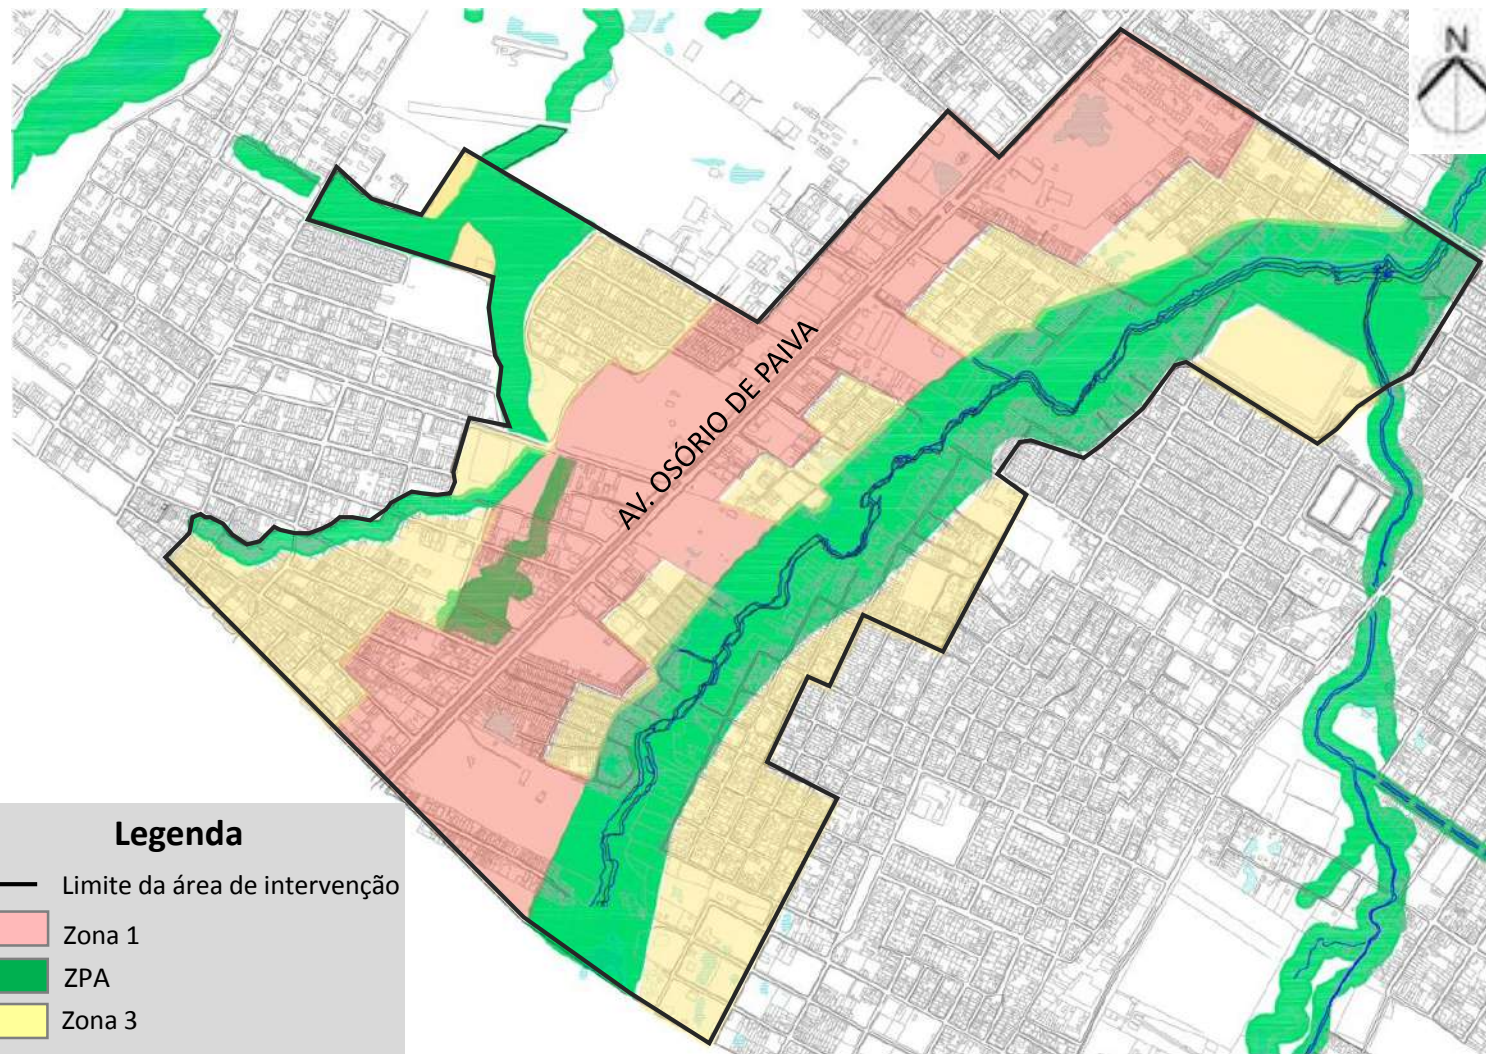 N
AV. OSÓRIO DE PAIVA
Legenda
Limite da área de intervenção
Zona 1
ZPA
Zona 3